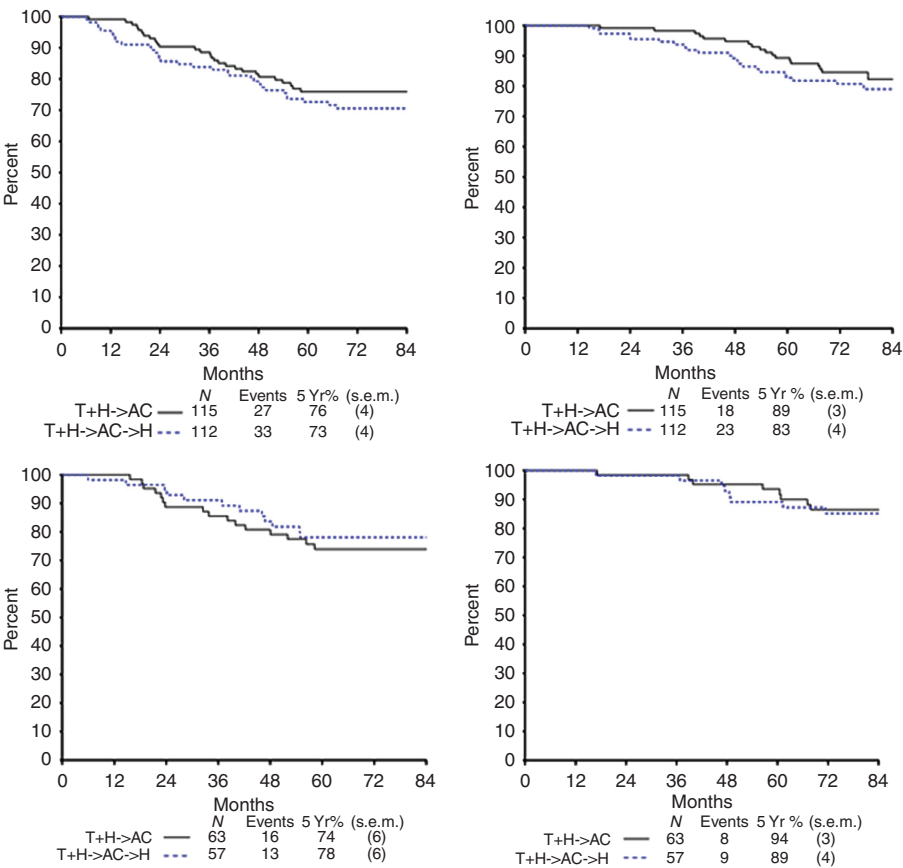 100
90
80
70
60
50
40
30
20
10
0
Percent
0 12 24 36 48 60 72 84
Months
N Events 5 Yr% (s.e.m.)
T+H->AC 115 27 76 (4)
T+H->AC->H 112 33 73 (4)
100
90
80
70
60
50
40
30
20
10
0
Percent
0 12 24 36 48 60 72 84
Months
N Events 5 Yr % (s.e.m.)
T+H->AC 115 18 89 (3)
T+H->AC->H 112 23 83 (4)
100
90
80
70
60
50
40
30
20
10
0
Percent
0 12 24 36 48 60 72 84
Months
N Events 5 Yr% (s.e.m.)
T+H->AC 63 16 74 (6)
T+H->AC->H 57 13 78 (6)
100
90
80
70
60
50
40
30
20
10
0
Percent
0 12 24 36 48 60 72 84
Months
N Events 5 Yr % (s.e.m.)
T+H->AC 63 8 94 (3)
T+H->AC->H 57 9 89 (4)